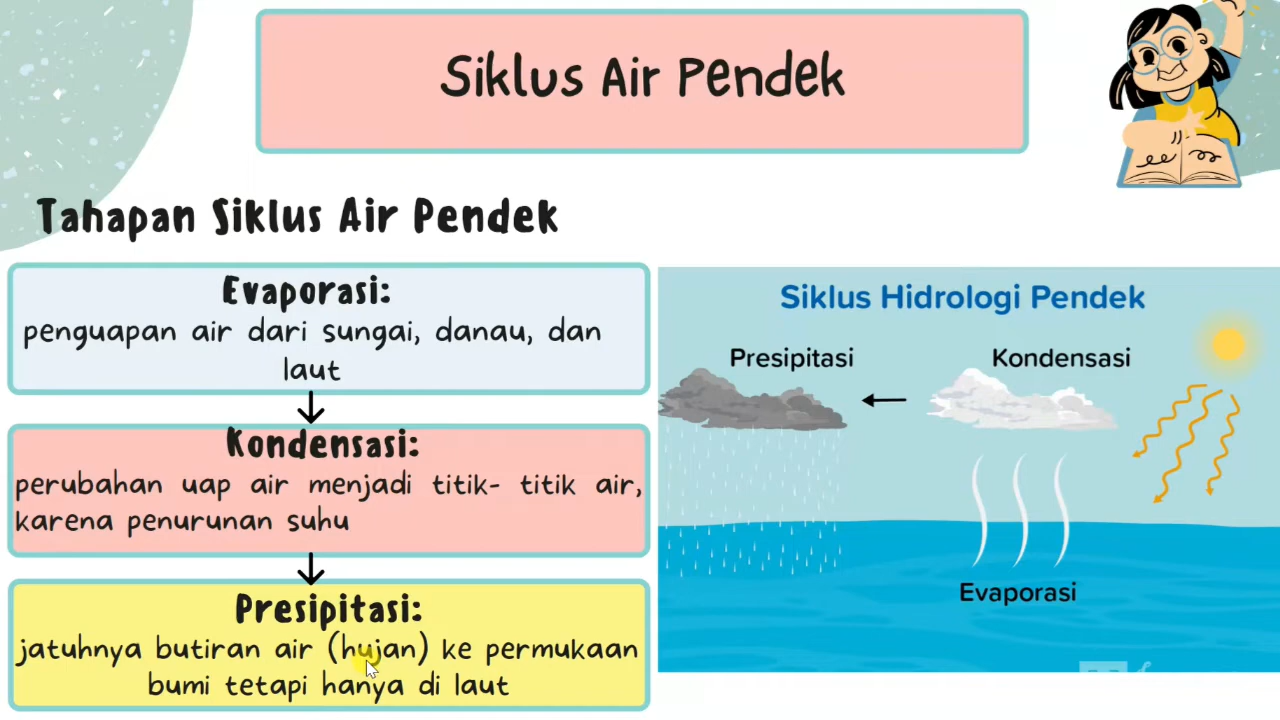 Siklus Air Pendek
Tahapan Siklus Air Pendek
Evaporasi:
penguapan air dari sungai, danau, dan
laut
Kondensasi:
perubahan uap air menjadi titik- titik air,
karena penurunan suhu
Presipitasi:
jatuhnya butiran air (hujan) ke permukaan
bumi tetapi hanya di laut
Siklus Hidrologi Pendek
Presipitasi
Kondensasi
Evaporasi